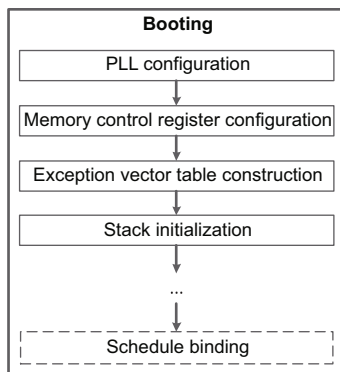 Booting
PLL configuration
Memory control register configuration
Exception vector table construction
Stack initialization
...
Schedule binding